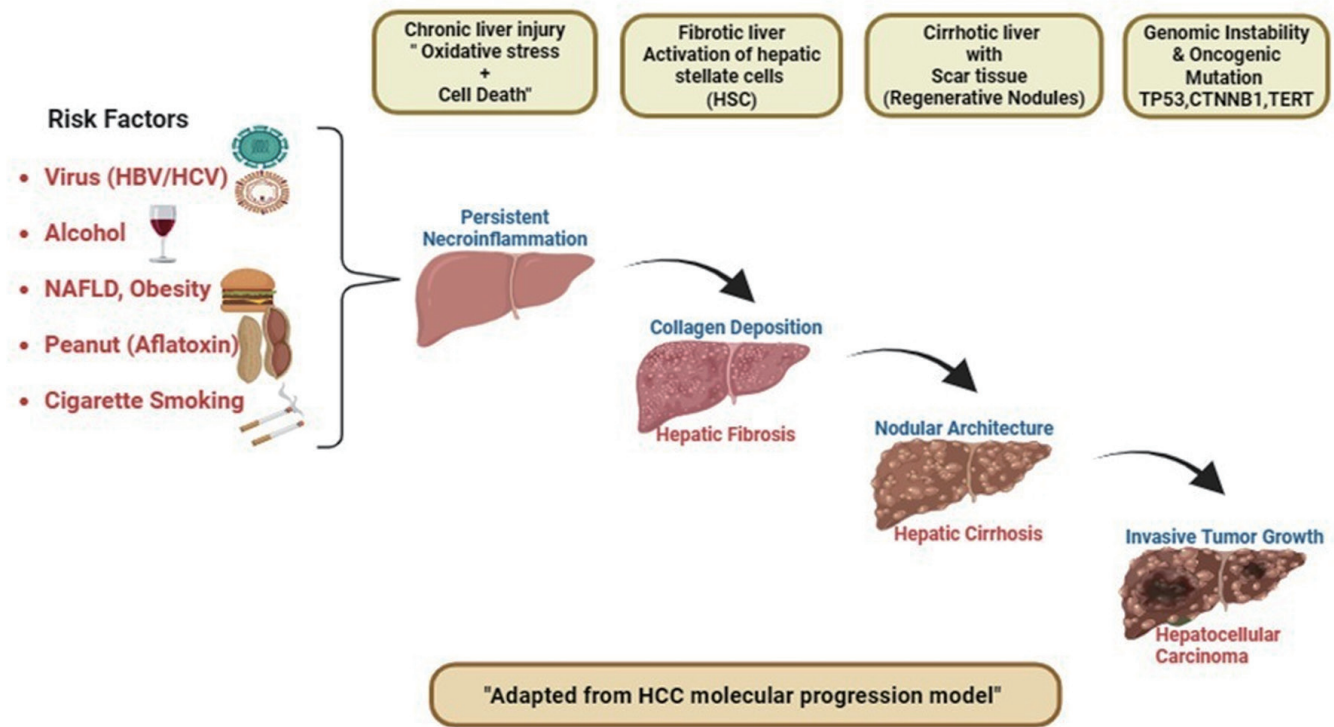 Chronic liver injury
" Oxidative stress
+
Cell Death"
Fibrotic liver
Activation of hepatic
stellate cells
(HSC)
Cirrhotic liver
with
Scar tissue
(Regenerative Nodules)
Genomic Instability
& Oncogenic
Mutation
TP53,CTNNB1,TERT
Risk Factors
• Virus (HBV/HCV)
• Alcohol
• NAFLD, Obesity
• Peanut (Aflatoxin)
• Cigarette Smoking
Persistent
Necroinflammation
Collagen Deposition
Hepatic Fibrosis
Nodular Architecture
Hepatic Cirrhosis
Invasive Tumor Growth
Hepatocellular
Carcinoma
"Adapted from HCC molecular progression model"